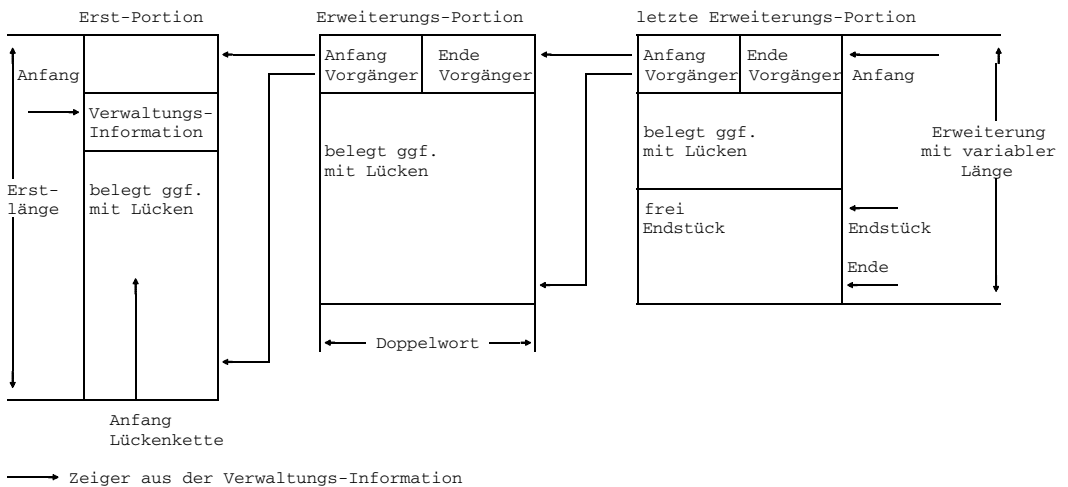 Erst-Portion
Erweiterungs-Portion
letzte Erweiterungs-Portion
Anfang
Verwaltungs-
Information
Erst-
länge
belegt ggf.
mit Lücken
Anfang
Lückenkette
Anfang
Vorgänger
Ende
Vorgänger
belegt ggf.
mit Lücken
Doppelwort
Anfang
Vorgänger
Ende
Vorgänger
Anfang
belegt ggf.
mit Lücken
frei
Endstück
Endstück
Ende
Erweiterung
mit variabler
Länge
Zeiger aus der Verwaltungs-Information